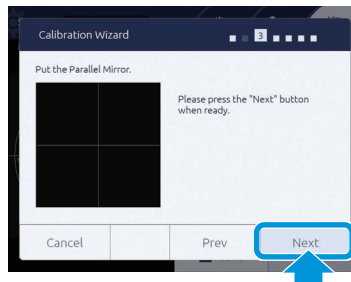 Calibration Wizard
3
Put the Parallel Mirror.
Please press the "Next" button
when ready.
Cancel
Prev
Next